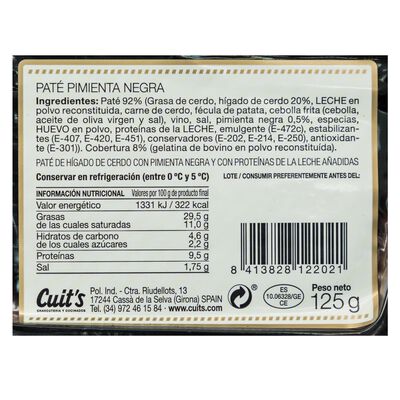 PATÉ PIMIENTA NEGRA
Ingredientes: Paté 92% (Grasa de cerdo, hígado de cerdo 20%, LECHE en
polvo reconstituida, carne de cerdo, fécula de patata, cebolla frita (cebolla,
aceite de oliva virgen y sal), vino, sal, pimienta negra 0,5%, especias,
HUEVO en polvo, proteínas de la LECHE, emulgente (E-472c), estabilizan-
tes (E-407, E-420, E-451), conservadores (E-202, E-214, E-250), antioxidan-
te (E-301)). Cobertura 8% (gelatina de bovino en polvo reconstituida).
PATÉ DE HÍGADO DE CERDO CON PIMIENTA NEGRA Y CON PROTEÍNAS DE LA LECHE AÑADIDAS
Conservar en refrigeración (entre 0 ºC y 5 ºC)
LOTE / CONSUMIR PREFERENTEMENTE ANTES DEL:
INFORMACIÓN NUTRICIONAL Valores por 100 g de producto final
Valor energético 1331 kJ / 322 kcal
Grasas 29,5 g
de las cuales saturadas 11,0 g
Hidratos de carbono 4,6 g
de los cuales azúcares 2,2 g
Proteínas 9,5 g
Sal 1,75 g
8 413828 122021
Cuit's
CHARCUTERIA Y COCINADOS
Pol. Ind. - Ctra. Riudellots, 13
17244 Cassà de la Selva (Girona) SPAIN
Tel. (34) 972 46 15 84 · www.cuits.com
ES
10.06328/GE
CE
Peso neto
125 g